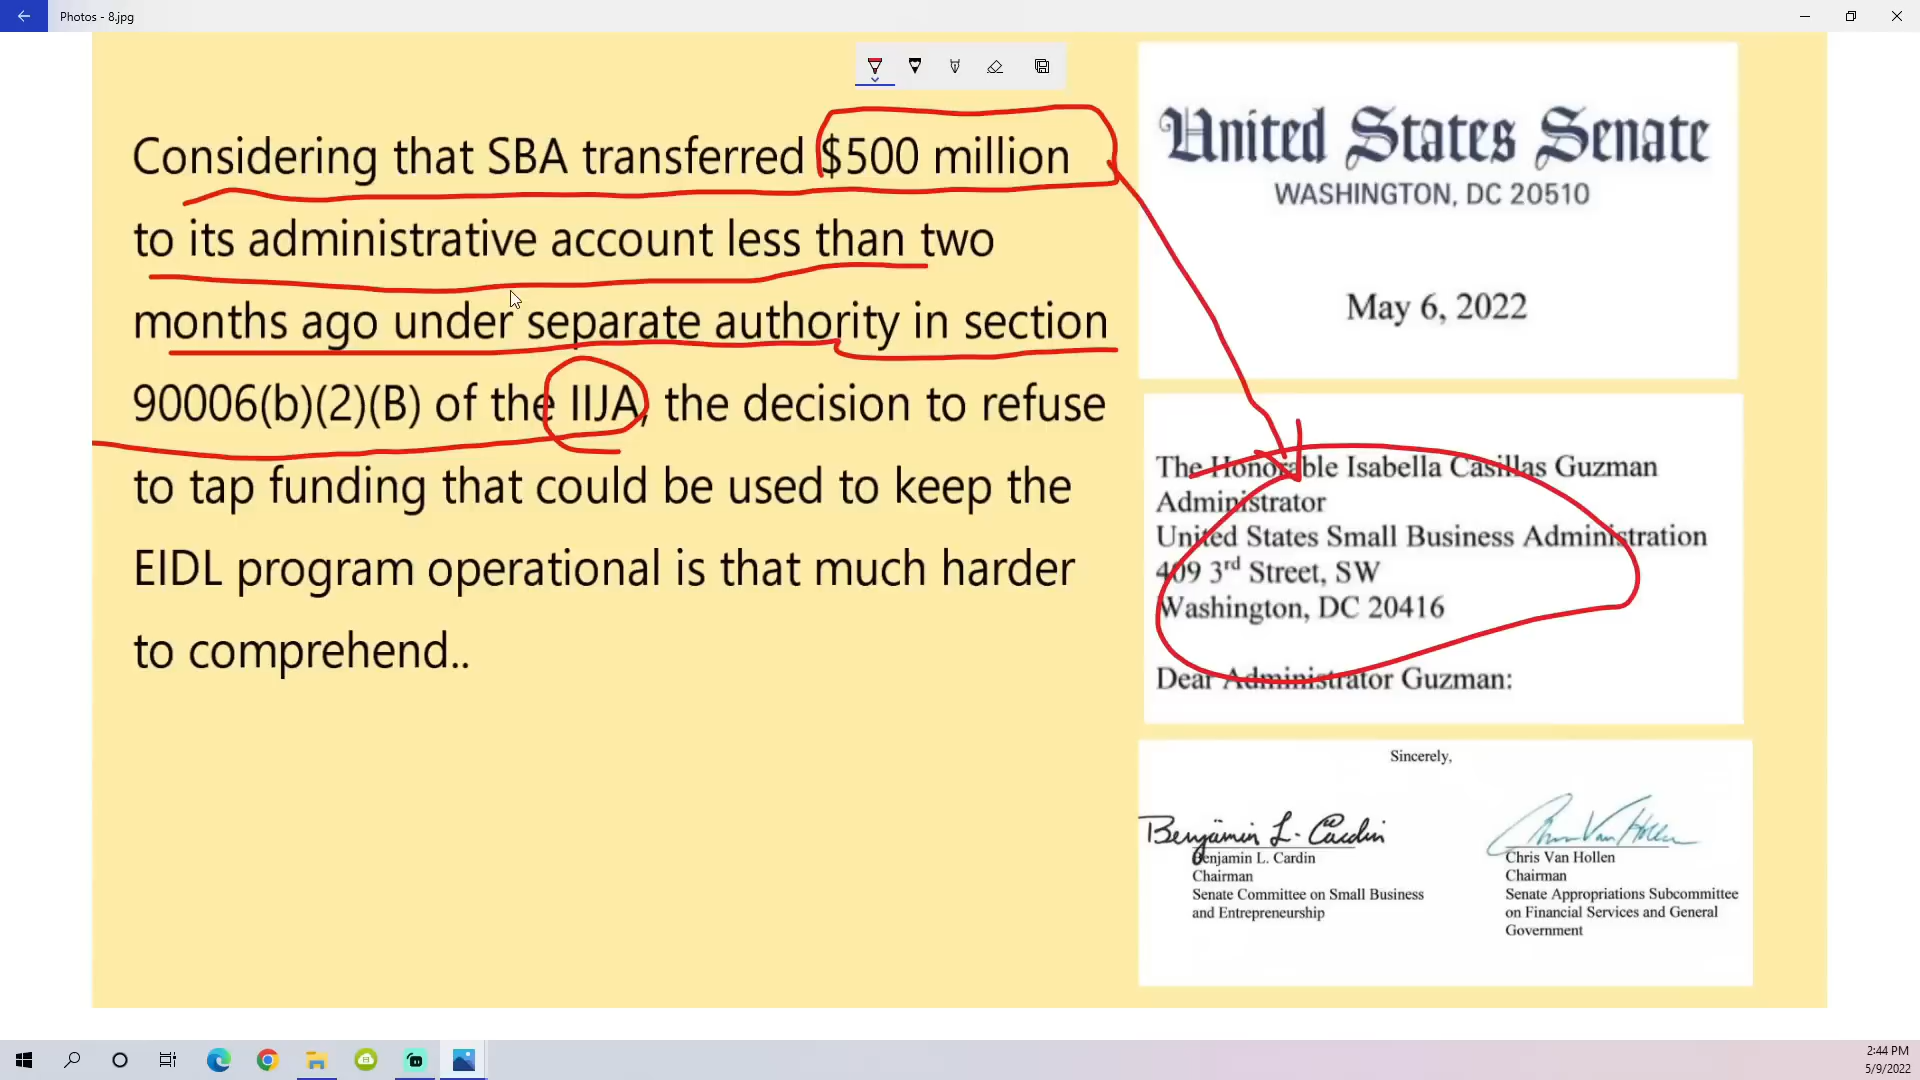 Photos - 8.jpg
Considering that SBA transferred $500 million
to its administrative account less than two
months ago under separate authority in section
90006(b)(2)(B) of the IIJA, the decision to refuse
to tap funding that could be used to keep the
EIDL program operational is that much harder
to comprehend..
United States Senate
WASHINGTON, DC 20510
May 6, 2022
The Honorable Isabella Casillas Guzman
Administrator
United States Small Business Administration
409 3rd Street, SW
Washington, DC 20416
Dear Administrator Guzman:
Sincerely,
Benjamin L. Cardin
Benjamin L. Cardin
Chairman
Senate Committee on Small Business
and Entrepreneurship
Chris Van Hollen
Chris Van Hollen
Chairman
Senate Appropriations Subcommittee
on Financial Services and General
Government
2:44 PM
5/9/2022